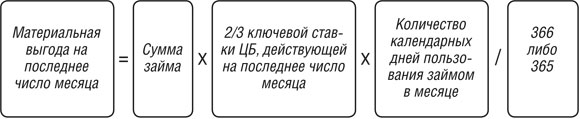 Материальная
выгода на
последнее
число месяца
=
Сумма
займа
X
2/3 ключевой став-
ки ЦБ, действующей
на последнее число
месяца
X
Количество
календарных
дней пользо-
вания займом
в месяце
/
366
либо
365